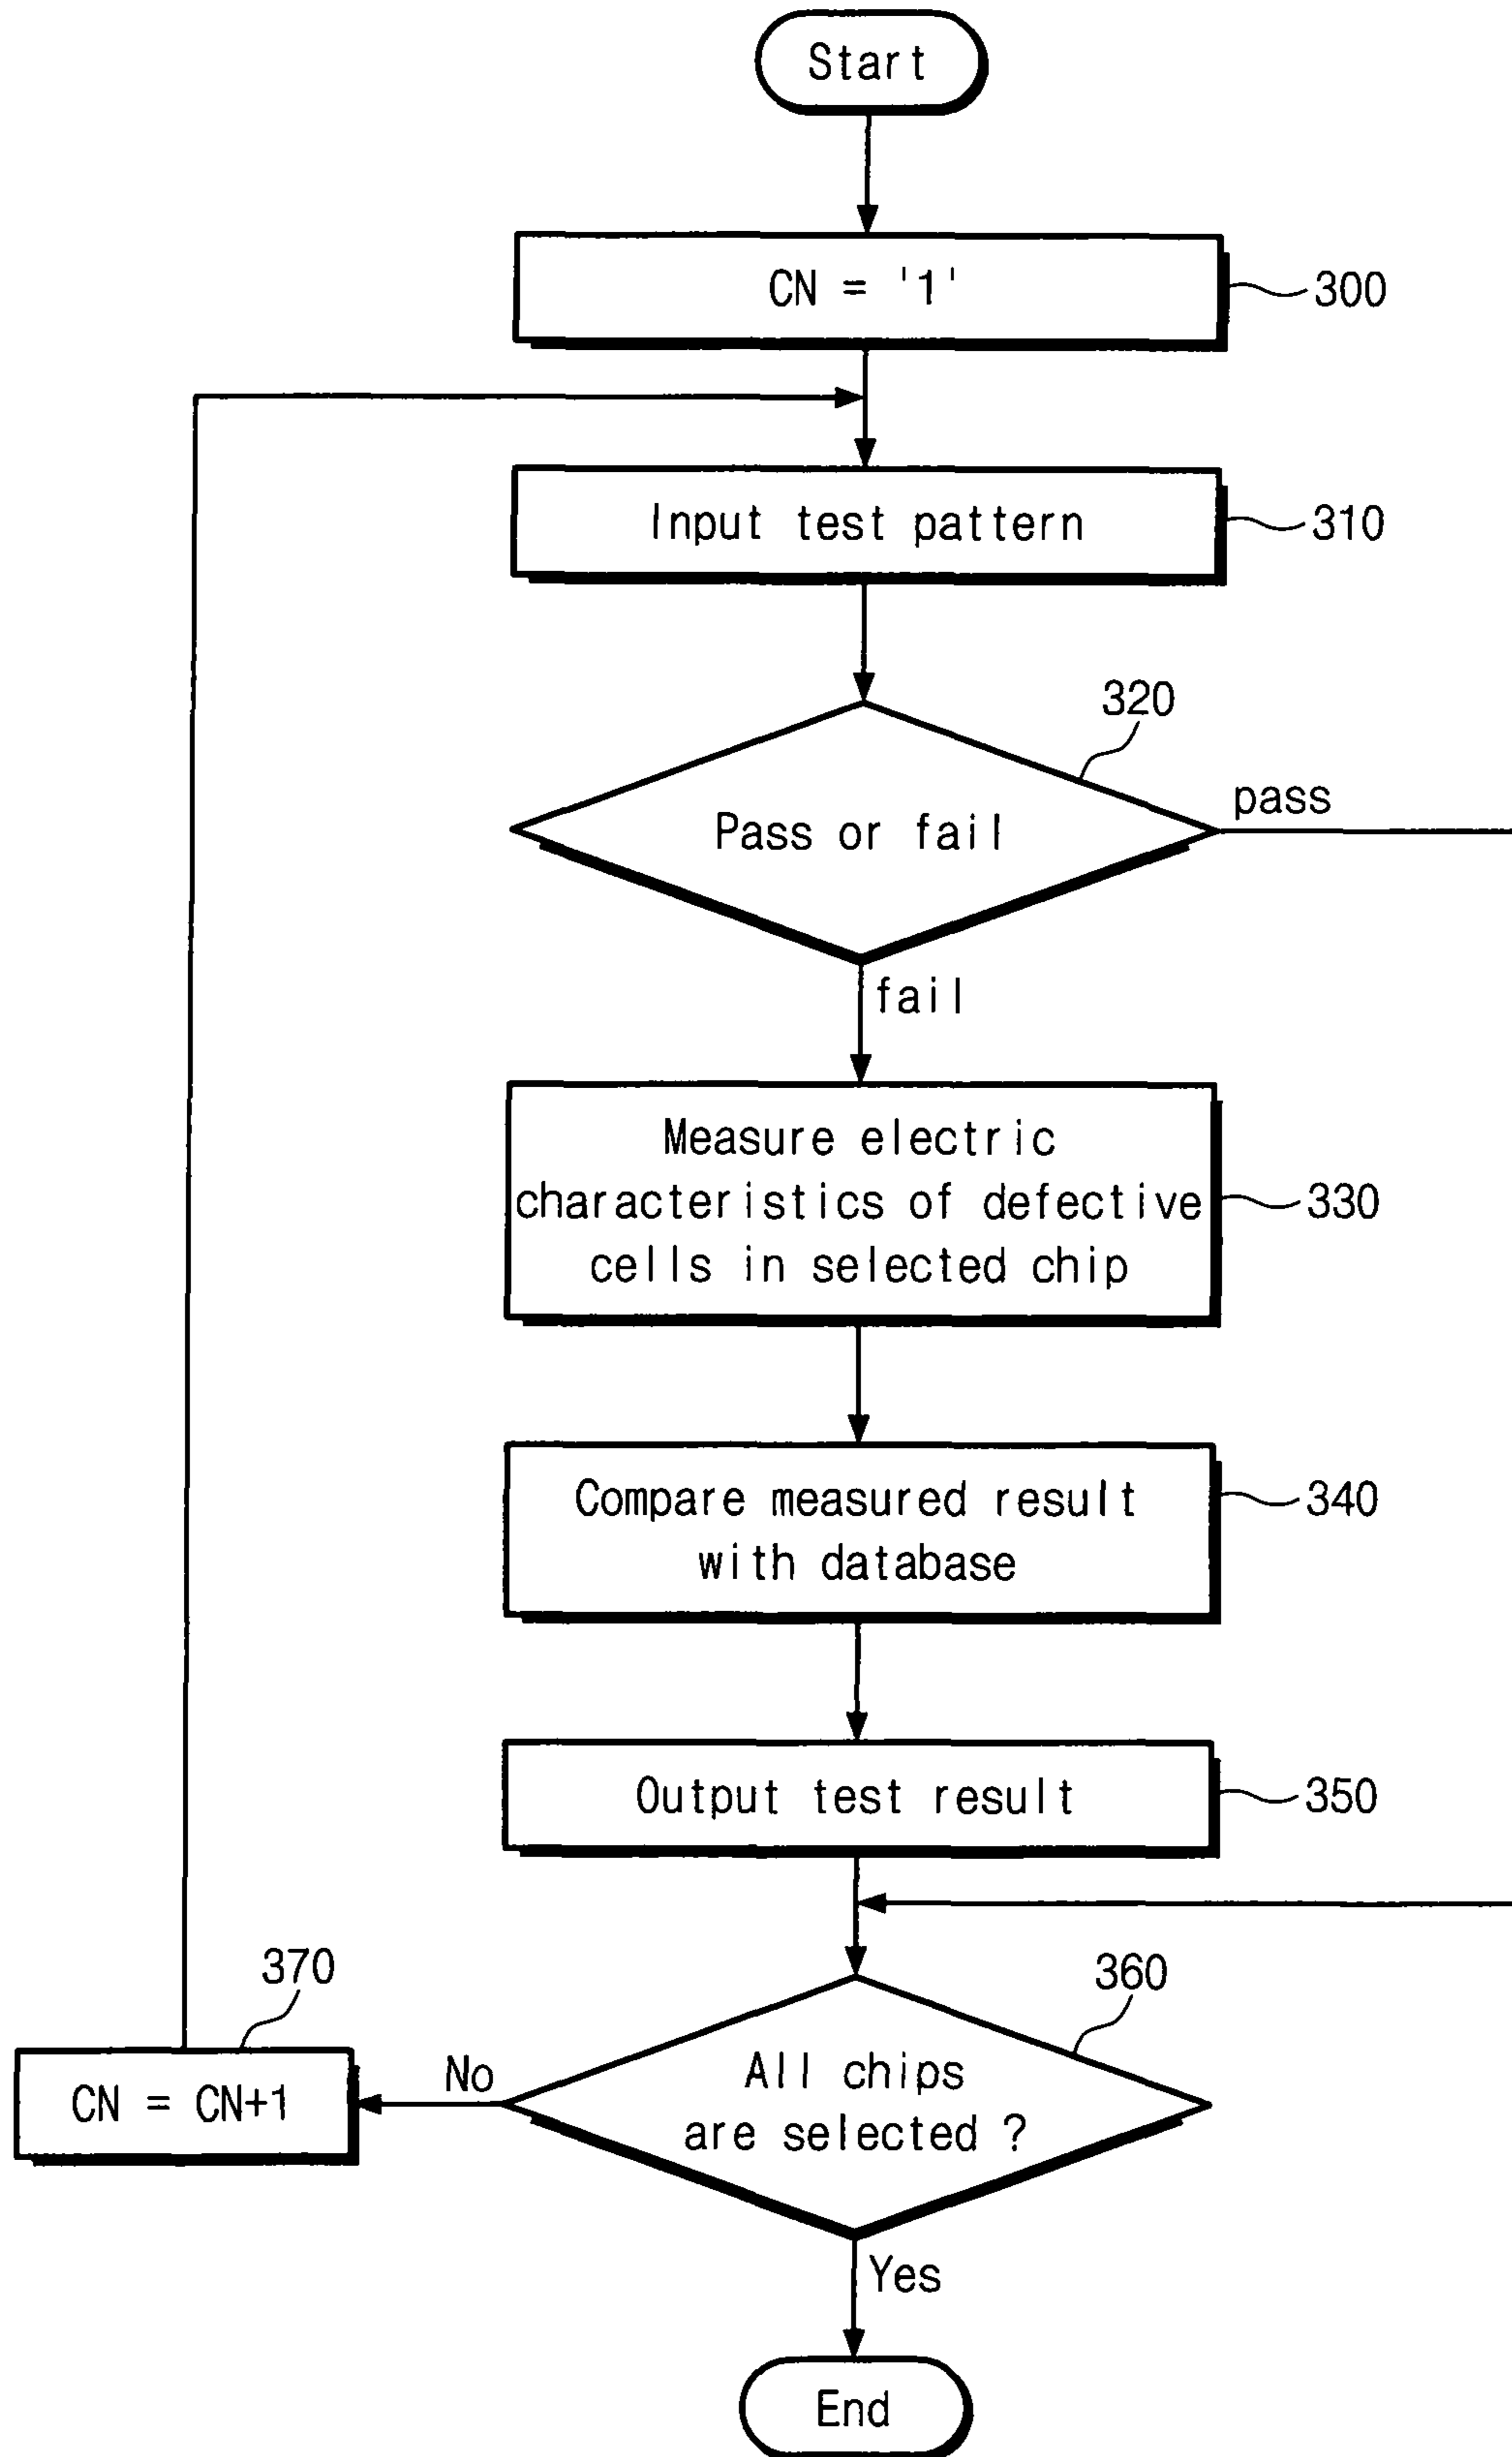 Start
CN = '1'
300
Input test pattern
310
320
Pass or fail
pass
fail
Measure electric
characteristics of defective
cells in selected chip
330
Compare measured result
with database
340
Output test result
350
360
All chips
are selected ?
No
370
CN = CN+1
Yes
End